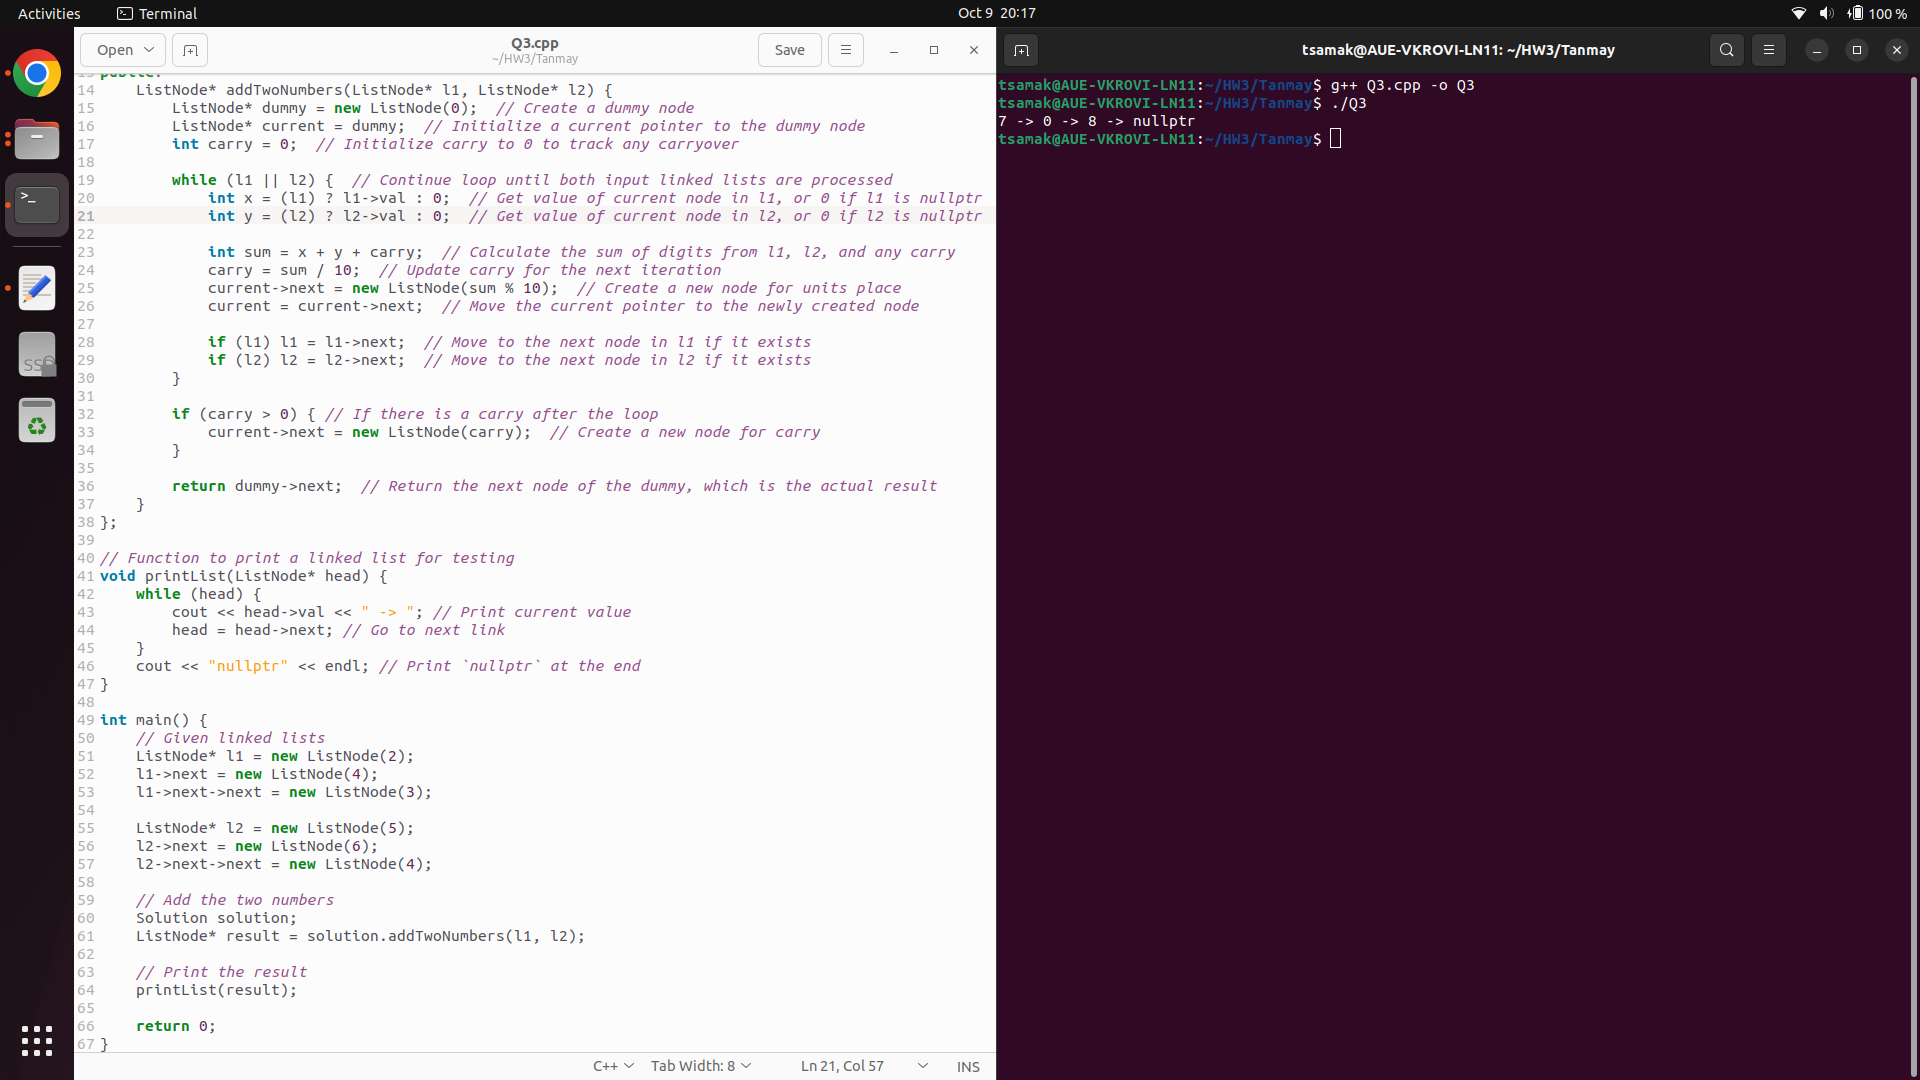 Activities
Terminal
Oct 9 20:17
100 %
Open
Q3.cpp
~/HW3/Tanmay
Save
13 public:
14     ListNode* addTwoNumbers(ListNode* l1, ListNode* l2) {
15         ListNode* dummy = new ListNode(0);  // Create a dummy node
16         ListNode* current = dummy;  // Initialize a current pointer to the dummy node
17         int carry = 0;  // Initialize carry to 0 to track any carryover
18
19         while (l1 || l2) {  // Continue loop until both input linked lists are processed
20             int x = (l1) ? l1->val : 0;  // Get value of current node in l1, or 0 if l1 is nullptr
21             int y = (l2) ? l2->val : 0;  // Get value of current node in l2, or 0 if l2 is nullptr
22
23             int sum = x + y + carry;  // Calculate the sum of digits from l1, l2, and any carry
24             carry = sum / 10;  // Update carry for the next iteration
25             current->next = new ListNode(sum % 10);  // Create a new node for units place
26             current = current->next;  // Move the current pointer to the newly created node
27
28             if (l1) l1 = l1->next;  // Move to the next node in l1 if it exists
29             if (l2) l2 = l2->next;  // Move to the next node in l2 if it exists
30         }
31
32         if (carry > 0) { // If there is a carry after the loop
33             current->next = new ListNode(carry);  // Create a new node for carry
34         }
35
36         return dummy->next;  // Return the next node of the dummy, which is the actual result
37     }
38 };
39
40 // Function to print a linked list for testing
41 void printList(ListNode* head) {
42     while (head) {
43         cout << head->val << " -> "; // Print current value
44         head = head->next; // Go to next link
45     }
46     cout << "nullptr" << endl; // Print `nullptr` at the end
47 }
48
49 int main() {
50     // Given linked lists
51     ListNode* l1 = new ListNode(2);
52     l1->next = new ListNode(4);
53     l1->next->next = new ListNode(3);
54
55     ListNode* l2 = new ListNode(5);
56     l2->next = new ListNode(6);
57     l2->next->next = new ListNode(4);
58
59     // Add the two numbers
60     Solution solution;
61     ListNode* result = solution.addTwoNumbers(l1, l2);
62
63     // Print the result
64     printList(result);
65
66     return 0;
67 }
C++
Tab Width: 8
Ln 21, Col 57
INS
tsamak@AUE-VKROVI-LN11: ~/HW3/Tanmay
tsamak@AUE-VKROVI-LN11:~/HW3/Tanmay$ g++ Q3.cpp -o Q3
tsamak@AUE-VKROVI-LN11:~/HW3/Tanmay$ ./Q3
7 -> 0 -> 8 -> nullptr
tsamak@AUE-VKROVI-LN11:~/HW3/Tanmay$
>_
SSD